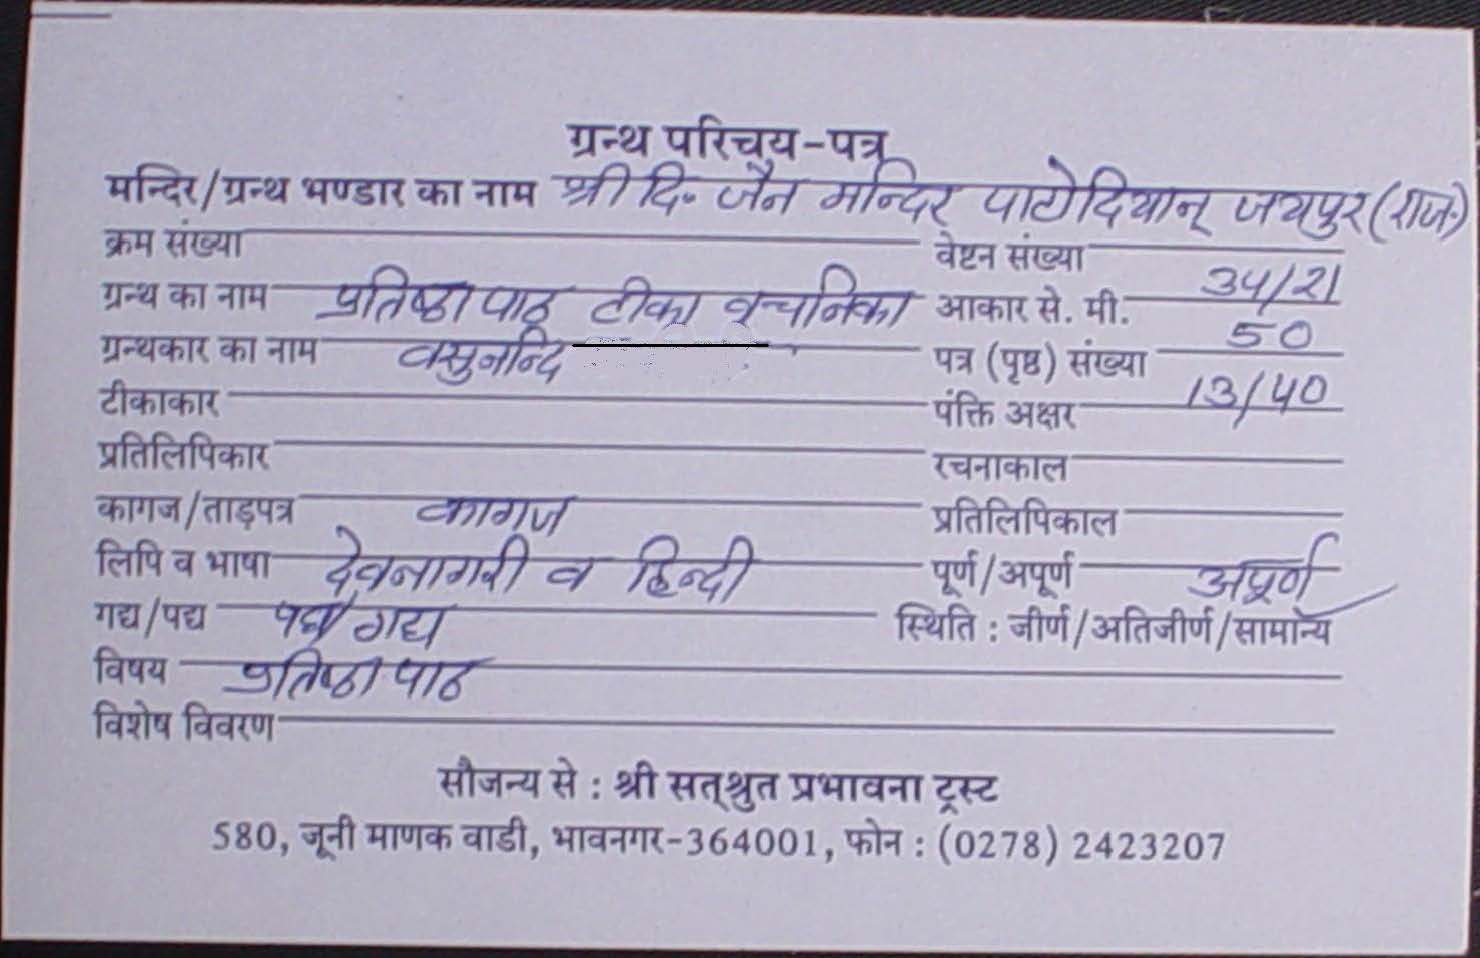 ग्रन्थ परिचय-पत्र
मन्दिर/ग्रन्थ भण्डार का नाम श्री दि. जैन मन्दिर पाटोदियान् जयपुर (राज.)
क्रम संख्या वेष्टन संख्या
ग्रन्थ का नाम प्रतिष्ठा पाठ टीका वचनिका आकार से. मी. 34/21
ग्रन्थकार का नाम वसुनन्दि पत्र (पृष्ठ) संख्या 50
टीकाकार पंक्ति अक्षर 13/40
प्रतिलिपिकार रचनाकाल
कागज/ताड़पत्र कागज प्रतिलिपिकाल
लिपि व भाषा देवनागरी व हिन्दी पूर्ण/अपूर्ण अपूर्ण
गद्य/पद्य पद्य/गद्य स्थिति : जीर्ण/अतिजीर्ण/सामान्य
विषय प्रतिष्ठा पाठ
विशेष विवरण
सौजन्य से : श्री सत्श्रुत प्रभावना ट्रस्ट
580, जूनी माणक वाडी, भावनगर-364001, फोन : (0278) 2423207